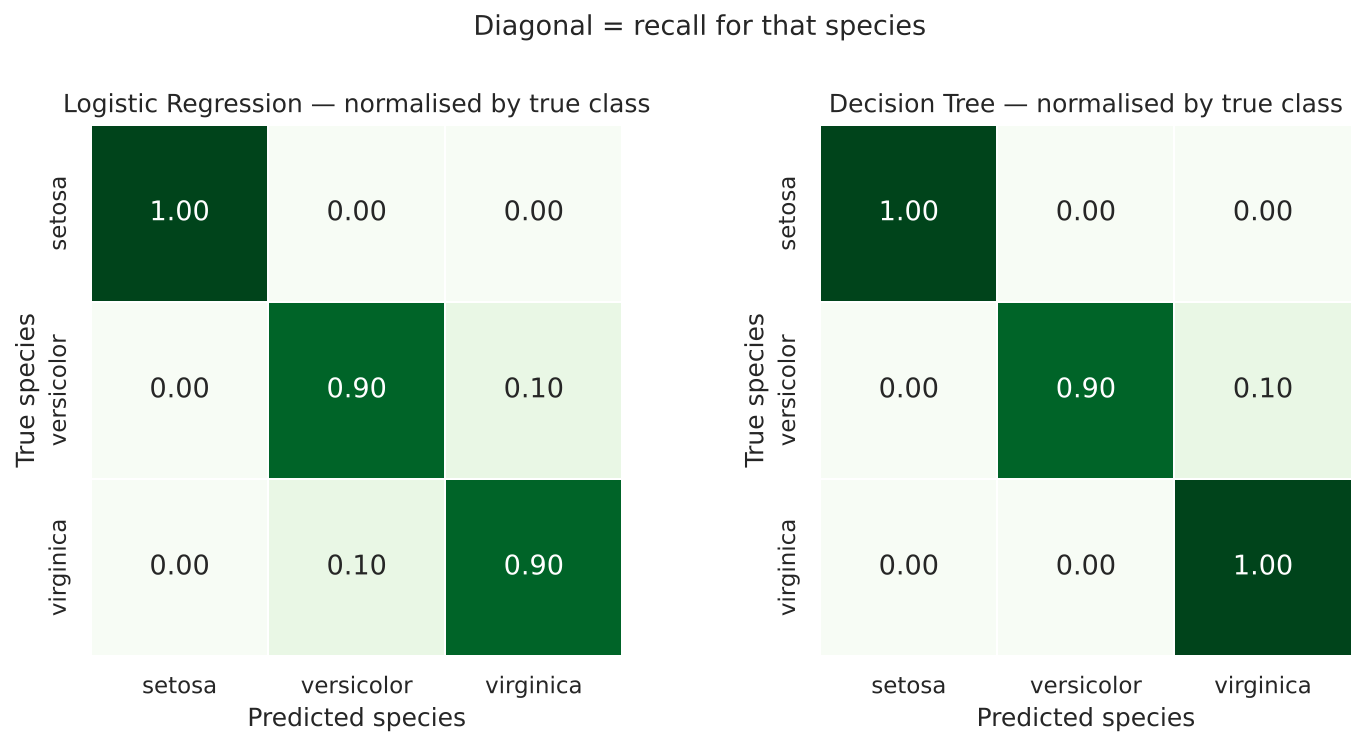 Diagonal = recall for that species
Logistic Regression — normalised by true class
True species
setosa
1.00 0.00 0.00
versicolor
0.00 0.90 0.10
virginica
0.00 0.10 0.90
setosa versicolor virginica
Predicted species
Decision Tree — normalised by true class
True species
setosa
1.00 0.00 0.00
versicolor
0.00 0.90 0.10
virginica
0.00 0.00 1.00
setosa versicolor virginica
Predicted species